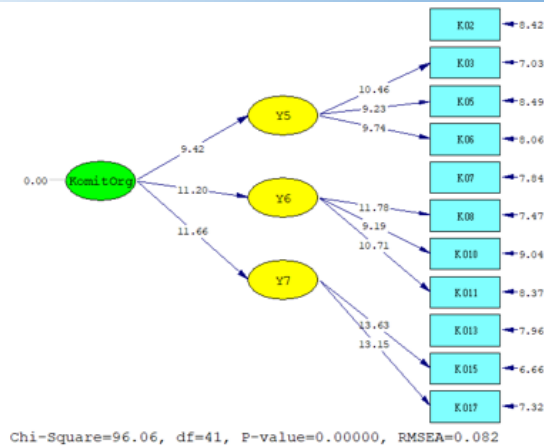 K02
8.42
K03
7.03
10.46
K05
8.49
Y5
9.23
9.74
K06
8.06
9.42
K07
7.84
0.00
KomitOrg
11.20
Y6
11.78
K08
7.47
9.19
K010
9.04
11.66
10.71
K011
8.37
Y7
K013
7.96
13.63
13.15
K015
6.66
K017
7.32
Chi-Square=96.06, df=41, P-value=0.00000, RMSEA=0.082